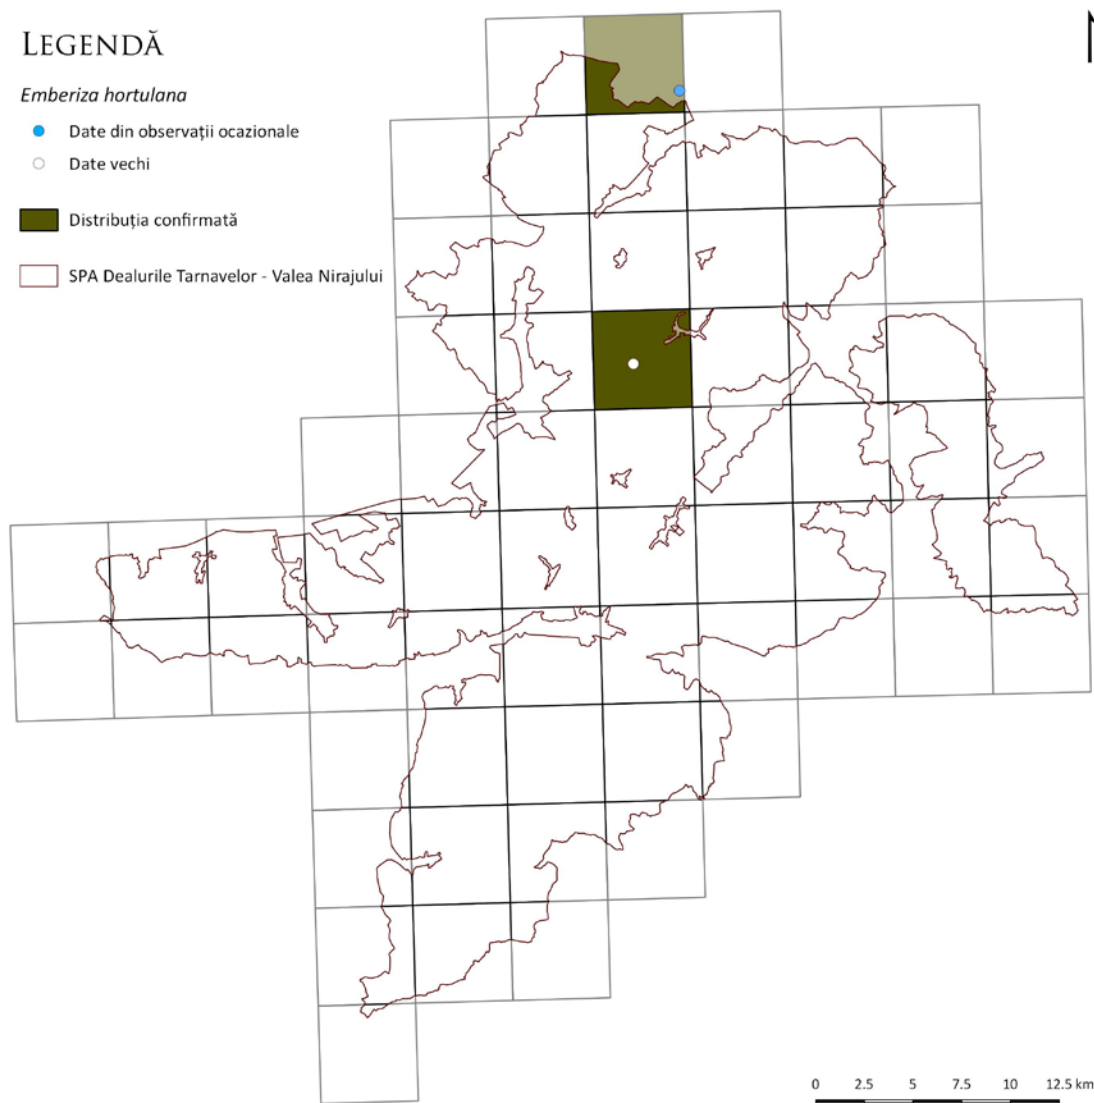 LEGENDĂ
Emberiza hortulana
Date din observații ocazionale
Date vechi
Distribuția confirmată
SPA Dealurile Tarnavelor - Valea Nirajului
0 2.5 5 7.5 10 12.5 km